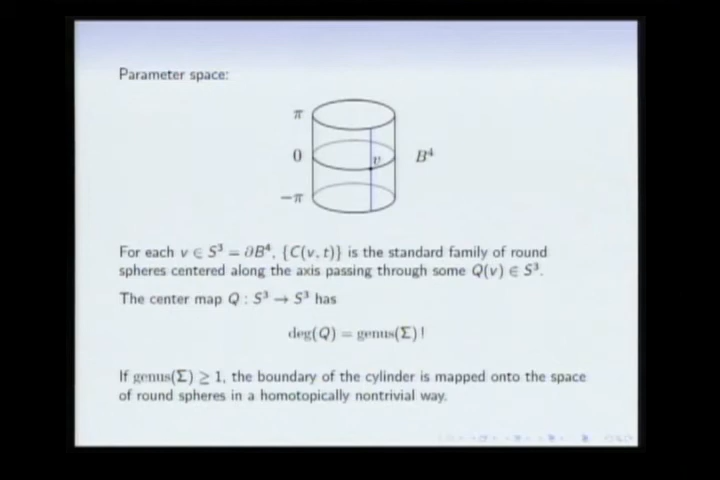 Parameter space:
π
0
v
B⁴
−π
For each v ∈ S³ = ∂B⁴, {C(v, t)} is the standard family of round
spheres centered along the axis passing through some Q(v) ∈ S³.
The center map Q : S³ → S³ has
deg(Q) = genus(Σ)!
If genus(Σ) ≥ 1, the boundary of the cylinder is mapped onto the space
of round spheres in a homotopically nontrivial way.